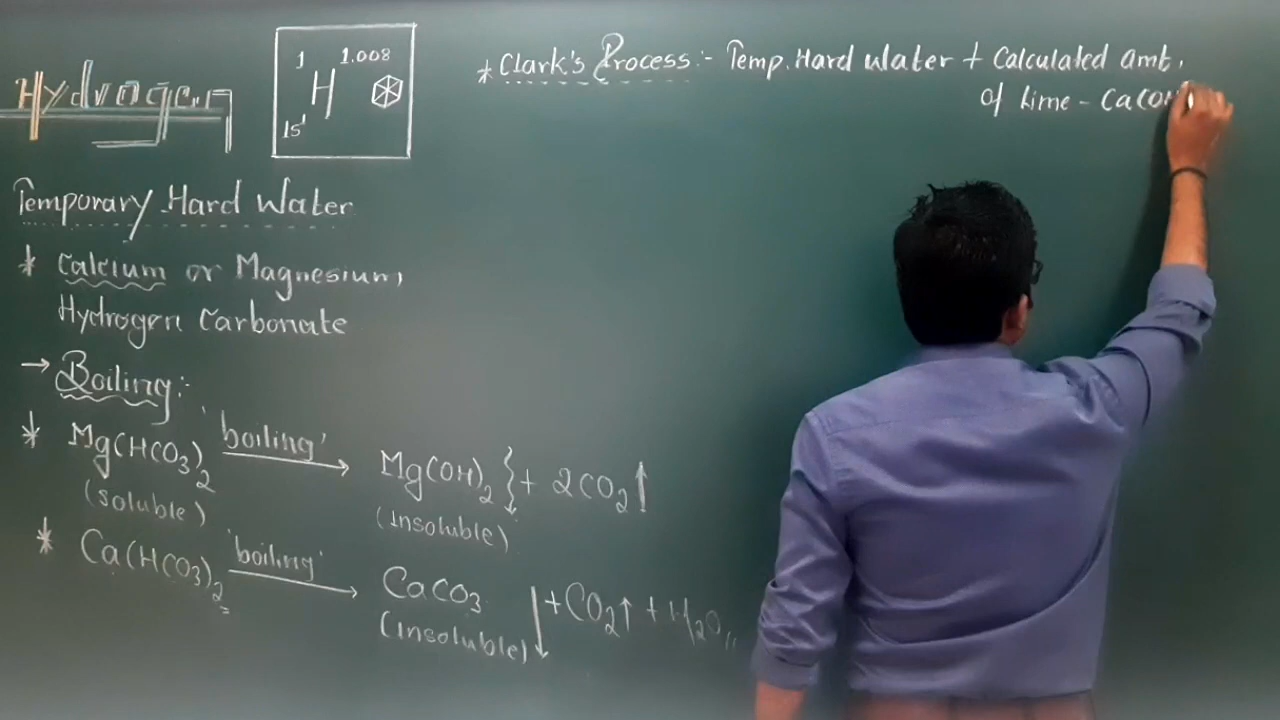 Hydrogen
1 1.008
H
1s¹
Temporary Hard Water
* Calcium or Magnesium,
Hydrogen Carbonate
→ Boiling:-
* Mg(HCO₃)₂ 'boiling' → Mg(OH)₂ ↓ + 2CO₂ ↑
(soluble) (Insoluble)
* Ca(HCO₃)₂ 'boiling' → CaCO₃ ↓ + CO₂ ↑ + H₂O,,
(Insoluble)
* Clark's Process:- Temp. Hard Water + Calculated amt.
of Lime - Ca(OH)